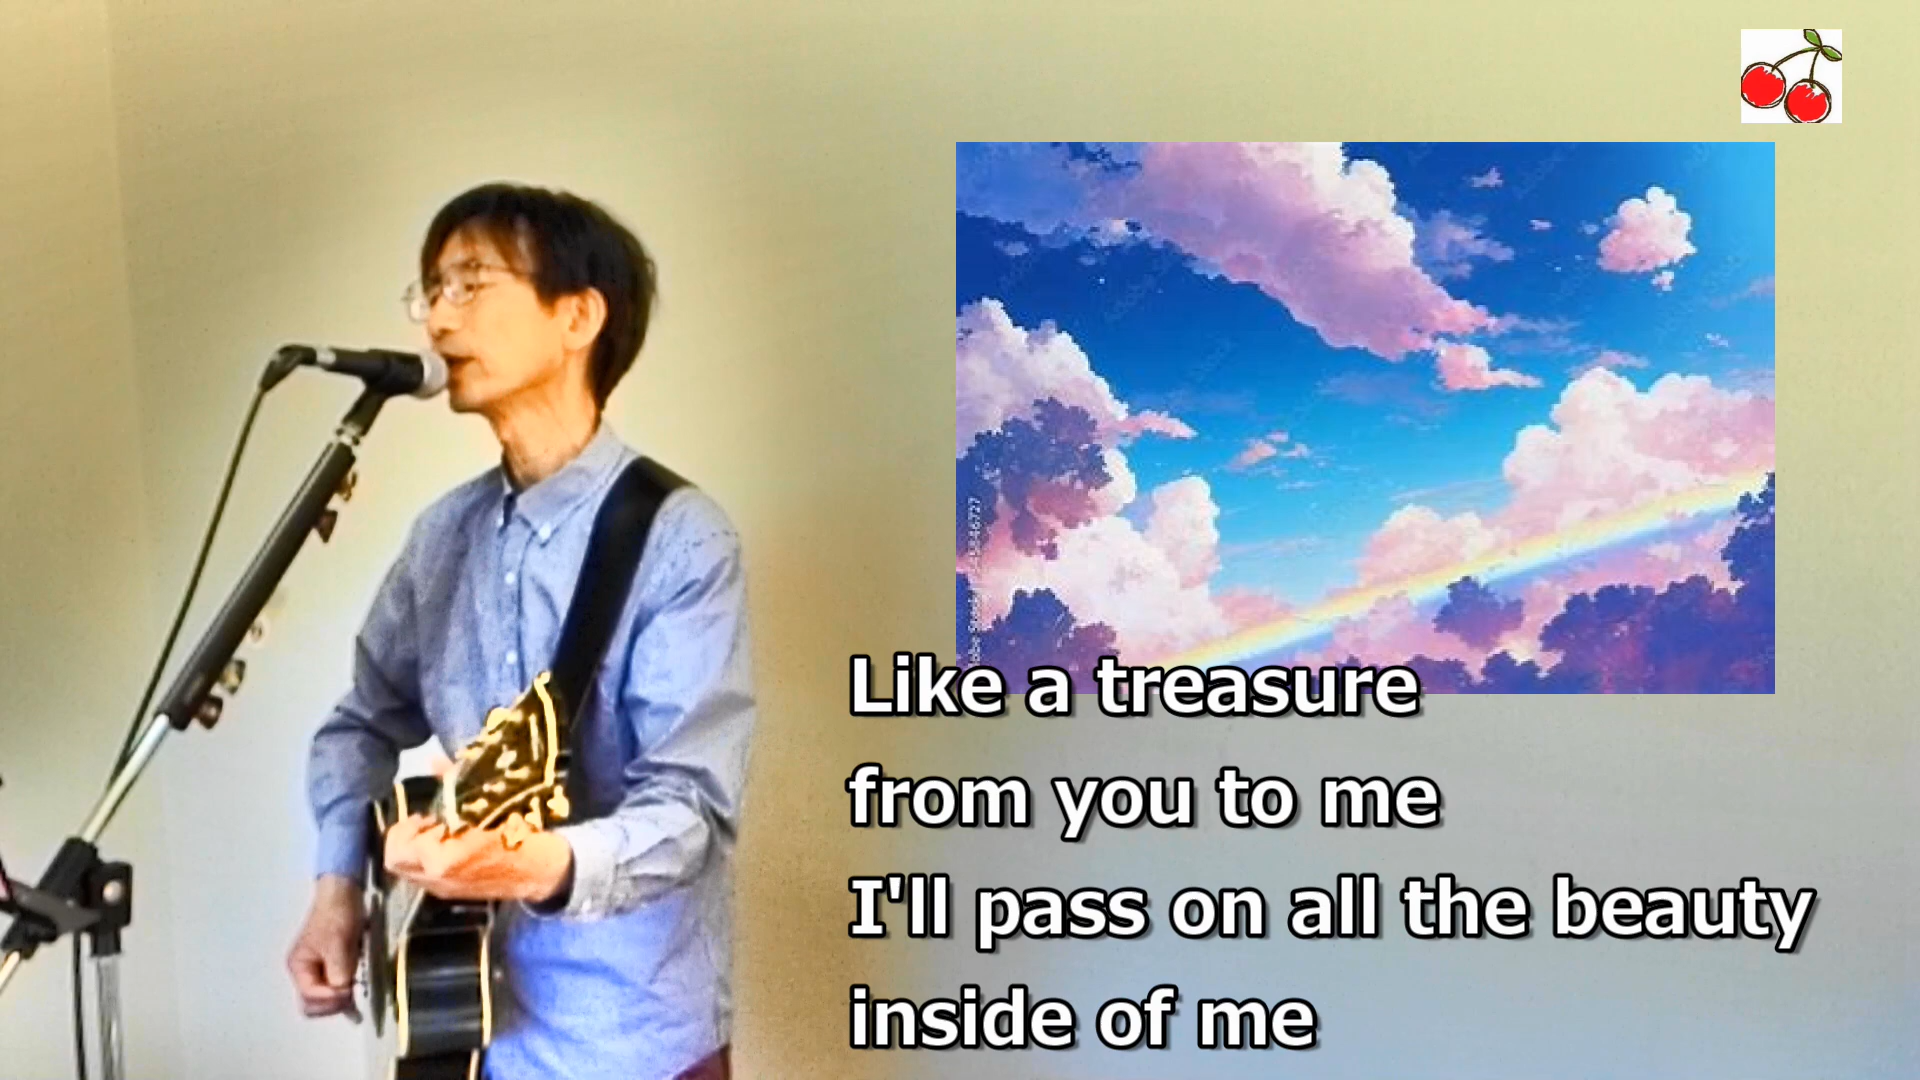 Like a treasure
from you to me
I'll pass on all the beauty
inside of me